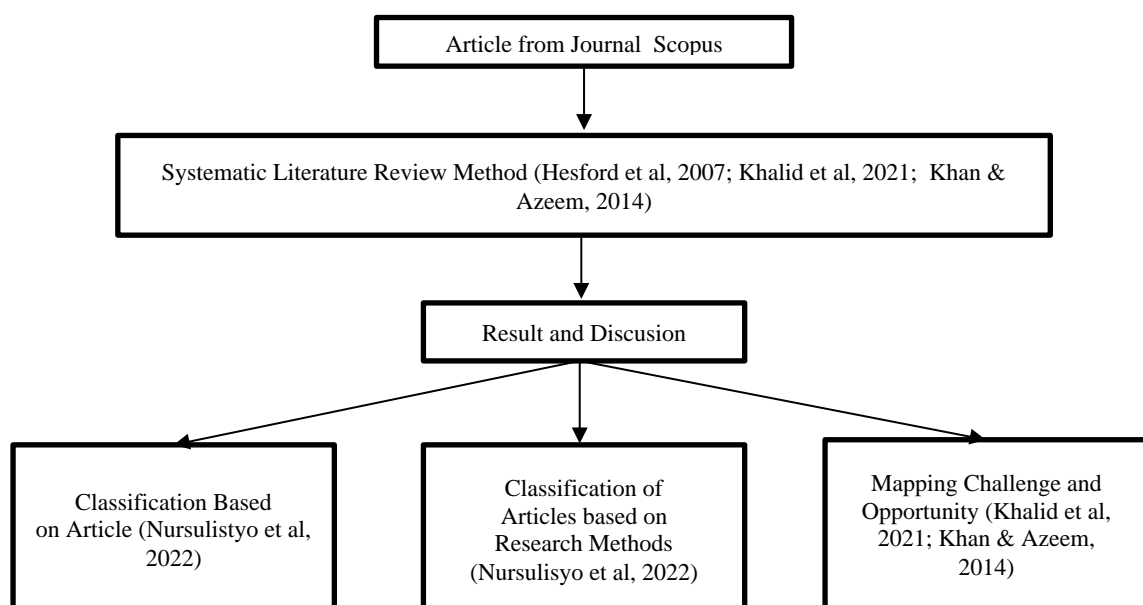 Article from Journal Scopus
Systematic Literature Review Method (Hesford et al, 2007; Khalid et al, 2021; Khan &
Azeem, 2014)
Result and Discusion
Classification Based
on Article (Nursulistyo et al,
2022)
Classification of
Articles based on
Research Methods
(Nursulisyo et al, 2022)
Mapping Challenge and
Opportunity (Khalid et al,
2021; Khan & Azeem,
2014)